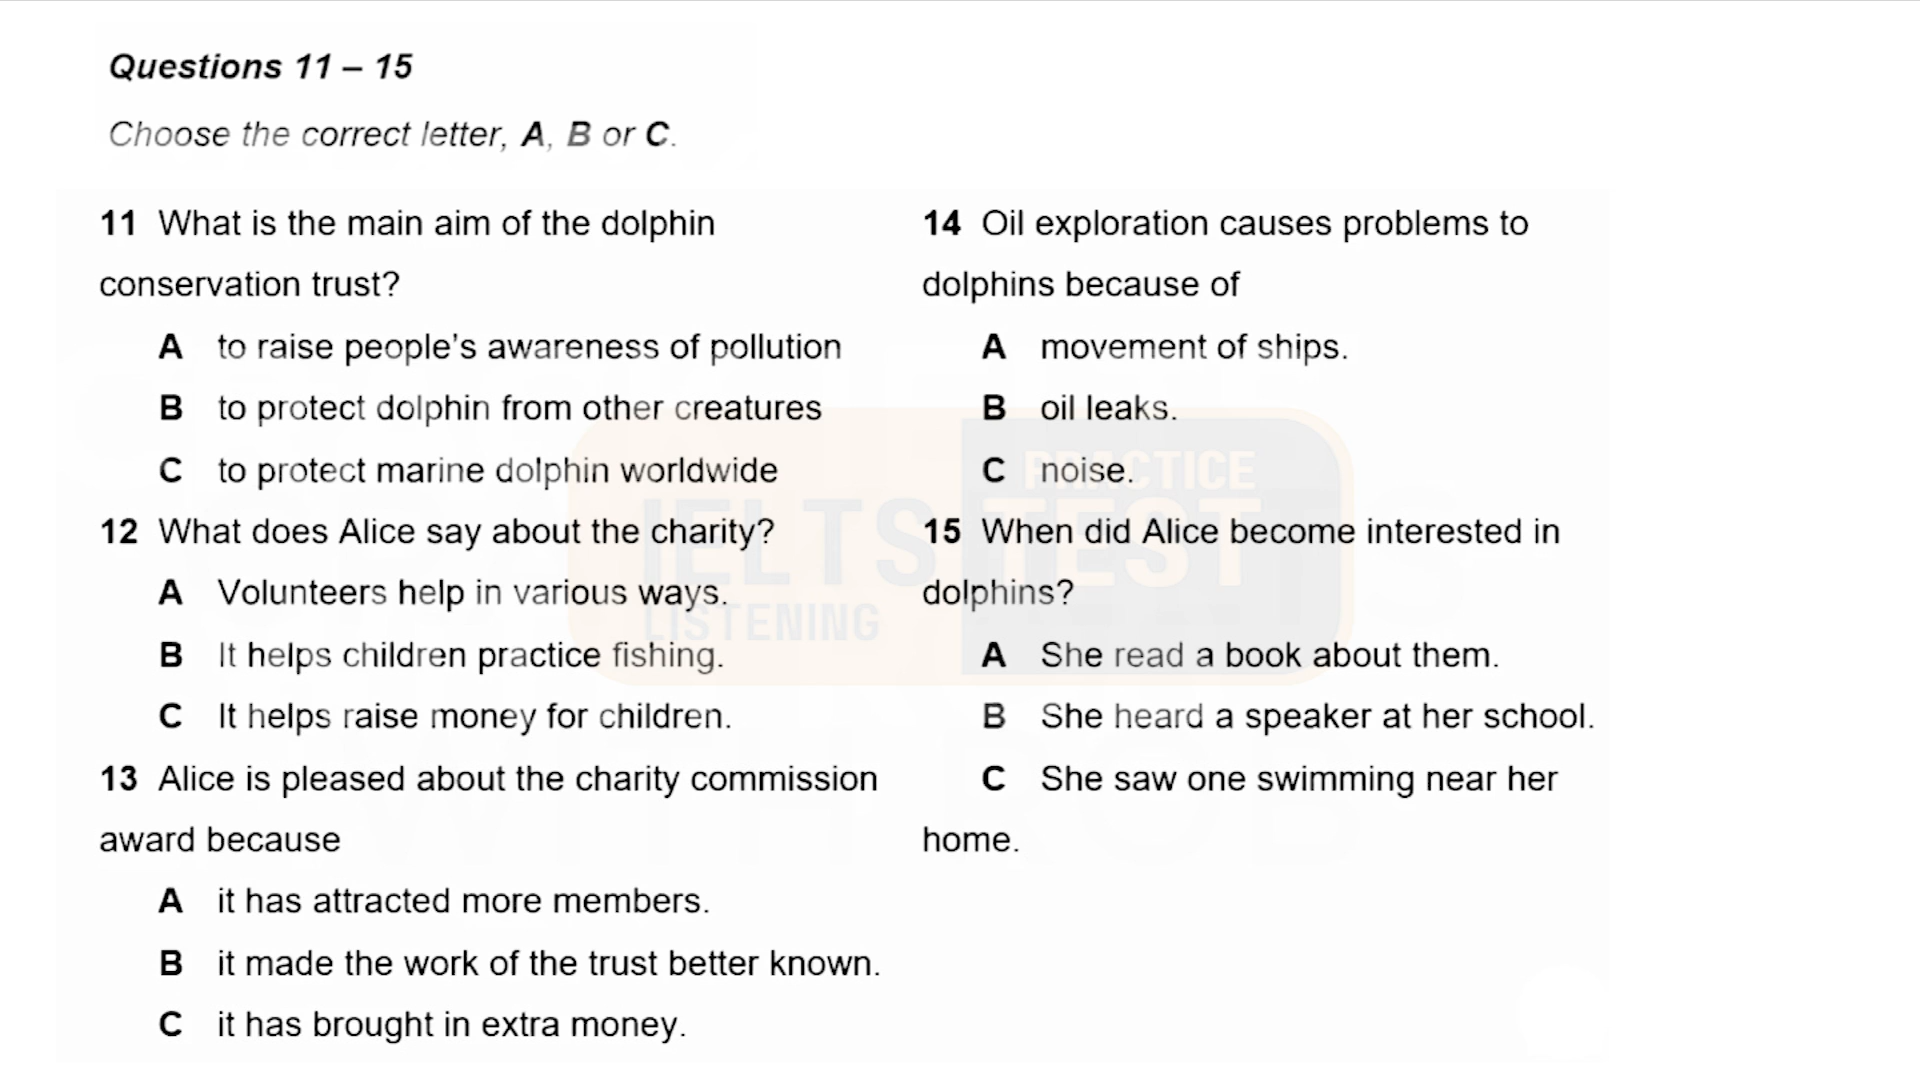 Questions 11 – 15
Choose the correct letter, A, B or C.
11 What is the main aim of the dolphin
conservation trust?
A to raise people's awareness of pollution
B to protect dolphin from other creatures
C to protect marine dolphin worldwide
12 What does Alice say about the charity?
A Volunteers help in various ways.
B It helps children practice fishing.
C It helps raise money for children.
13 Alice is pleased about the charity commission
award because
A it has attracted more members.
B it made the work of the trust better known.
C it has brought in extra money.
14 Oil exploration causes problems to
dolphins because of
A movement of ships.
B oil leaks.
C noise.
15 When did Alice become interested in
dolphins?
A She read a book about them.
B She heard a speaker at her school.
C She saw one swimming near her
home.
IELTS
LISTENING
PRACTICE
TEST